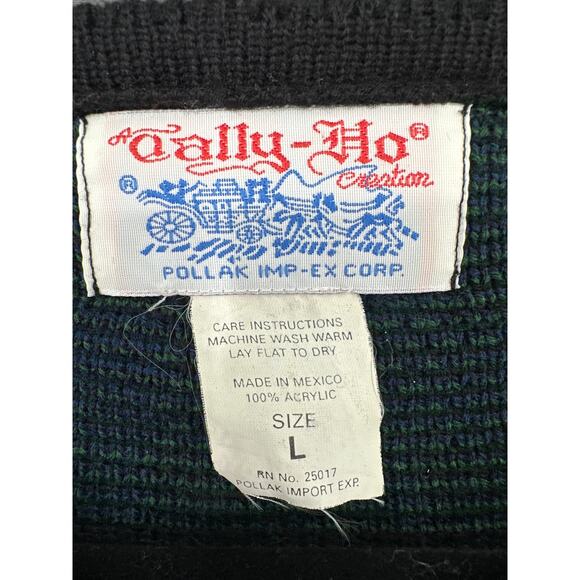 A Tally-Ho®
Creation
®
POLLAK IMP-EX CORP.
CARE INSTRUCTIONS
MACHINE WASH WARM
LAY FLAT TO DRY
MADE IN MEXICO
100% ACRYLIC
SIZE
L
RN No. 25017
POLLAK IMPORT EXP.